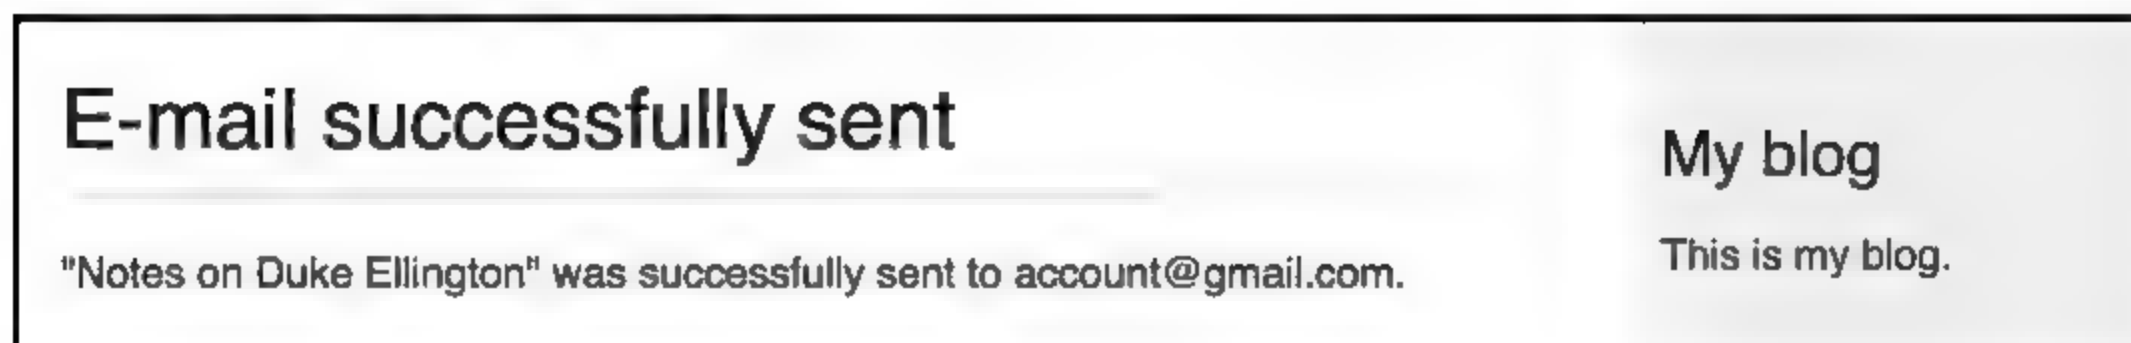 E-mail successfully sent
"Notes on Duke Ellington" was successfully sent to account@gmail.com.
My blog
This is my blog.